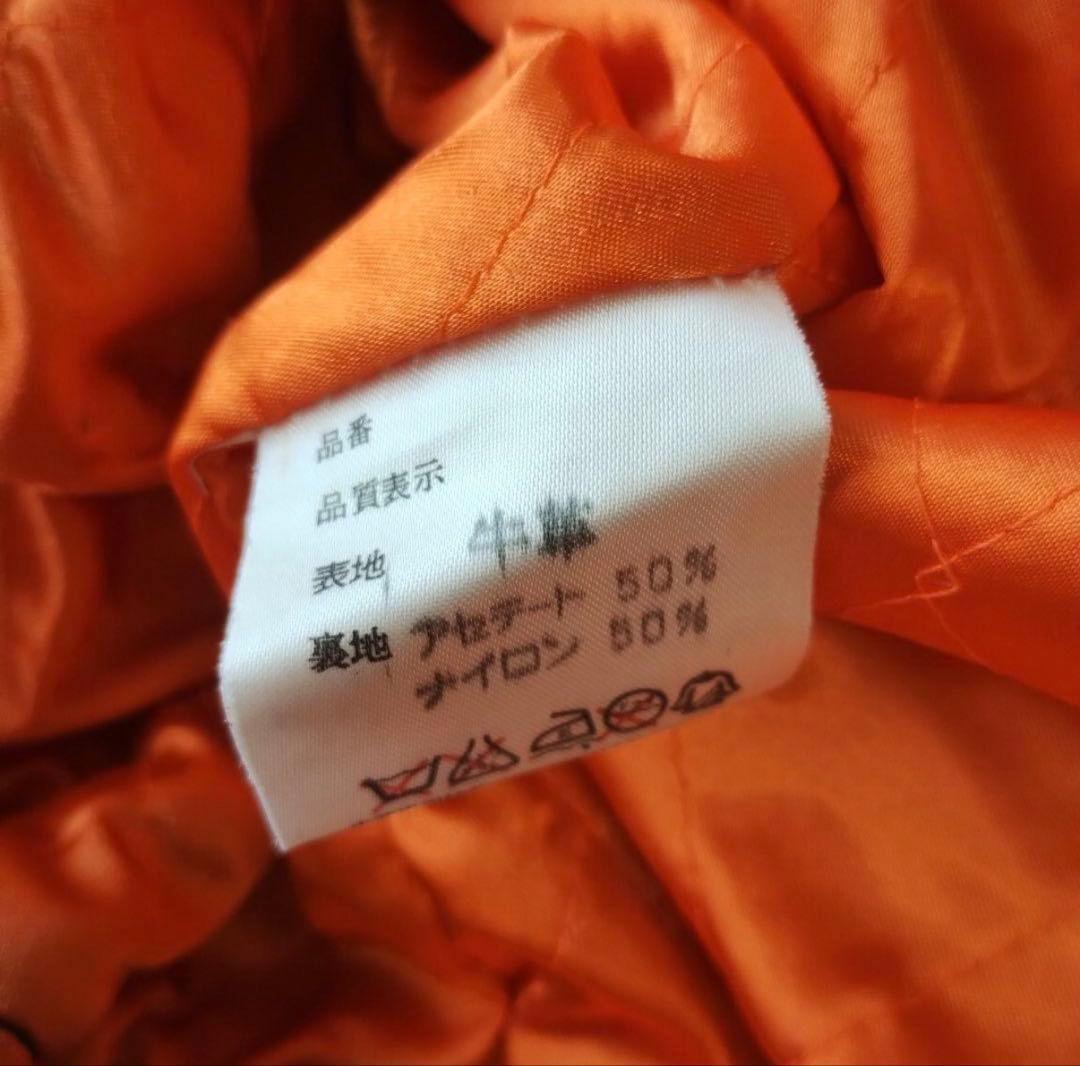 品番
品質表示
表地 牛革
裏地 アセテート 50%
ナイロン 50%